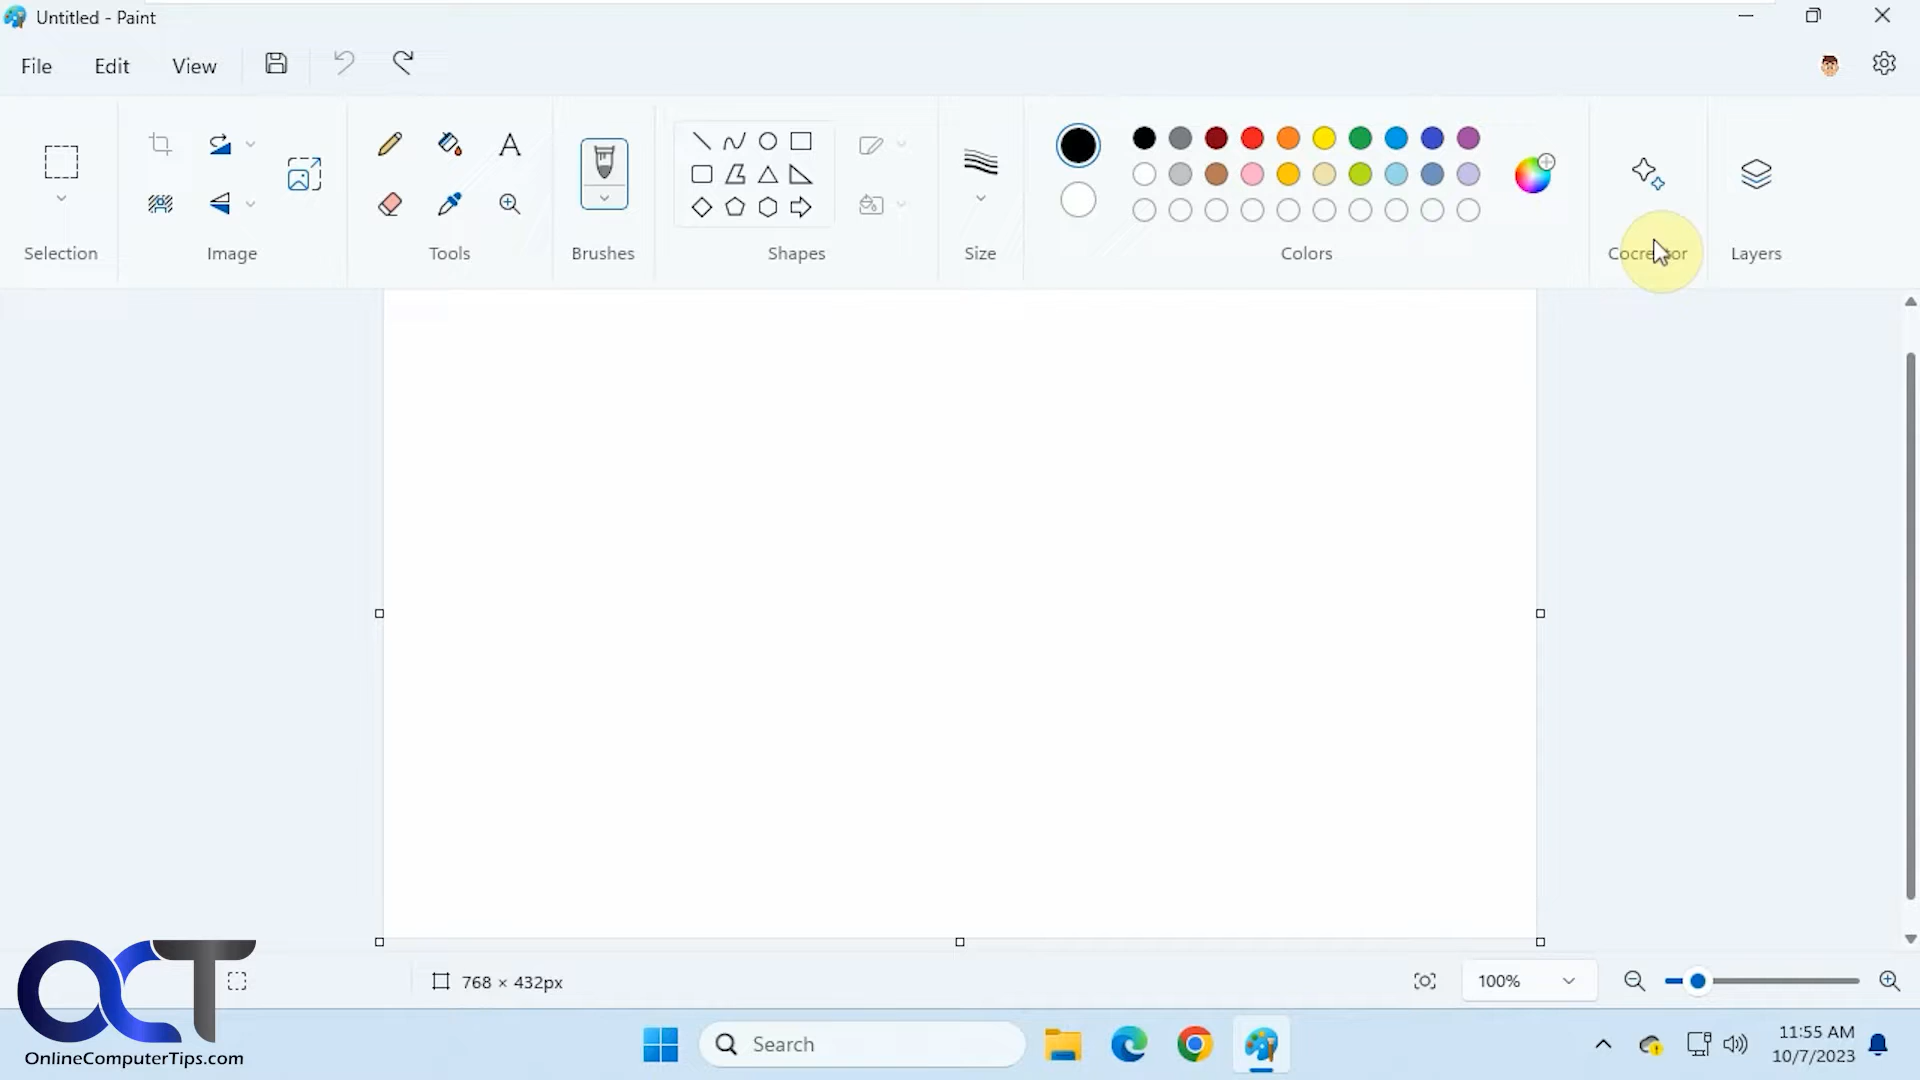 Untitled - Paint
File Edit View
Selection Image Tools Brushes Shapes Size Colors Layers
768 × 432px 100%
OCT
OnlineComputerTips.com
Search
11:55 AM
10/7/2023